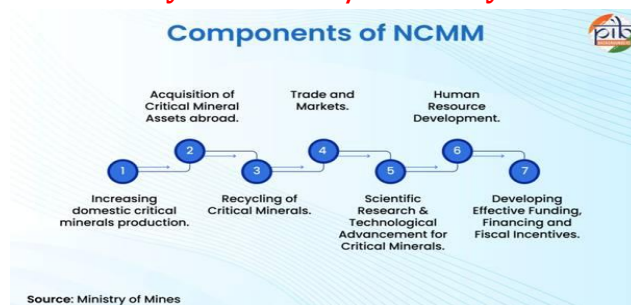 Components of NCMM
pib
Acquisition of
Critical Mineral
Assets abroad.
Trade and
Markets.
Human
Resource
Development.
2
4
6
1
3
5
7
Increasing
domestic critical
minerals production.
Recycling of
Critical Minerals.
Scientific
Research &
Technological
Advancement for
Critical Minerals.
Developing
Effective Funding,
Financing and
Fiscal Incentives.
Source: Ministry of Mines